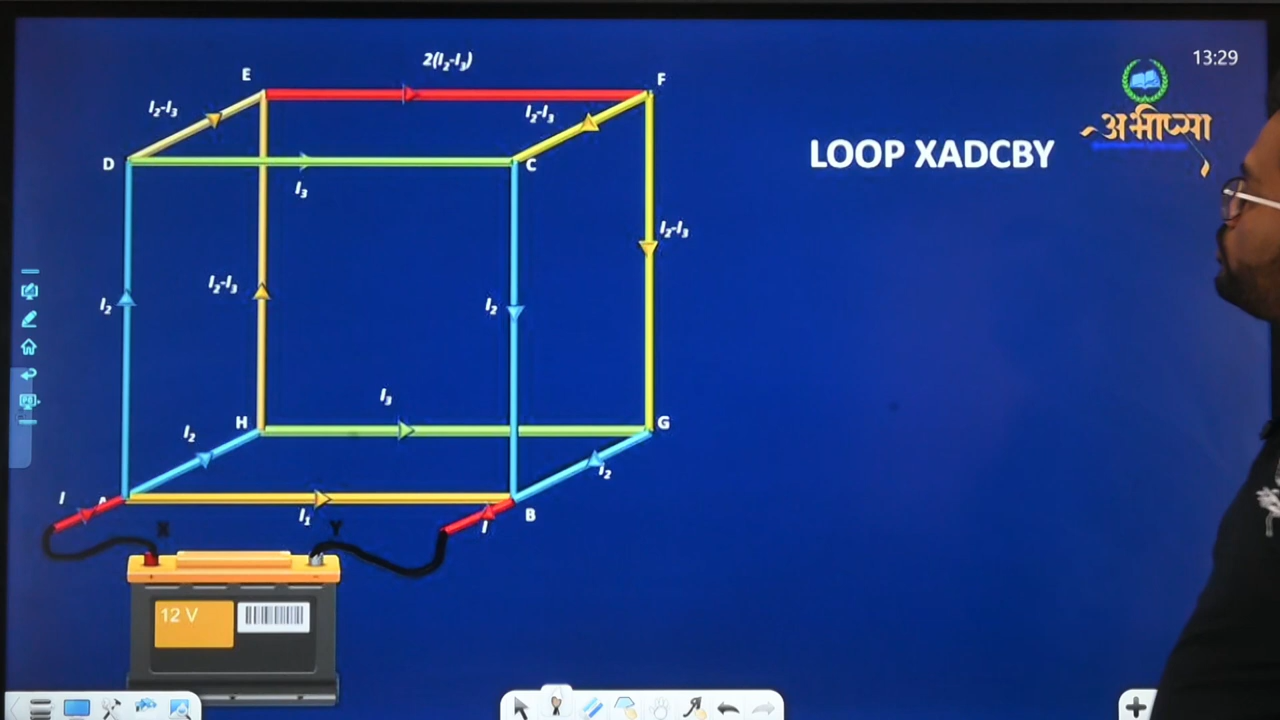 13:29
अभीप्सा
LOOP XADCBY
2(I₂-I₃)
E
F
I₂-I₃
I₂-I₃
D
C
I₃
I₂-I₃
I₂-I₃
I₂
I₂
I₃
H
G
I₂
I₂
I
A
B
I₁
I
X
Y
12 V